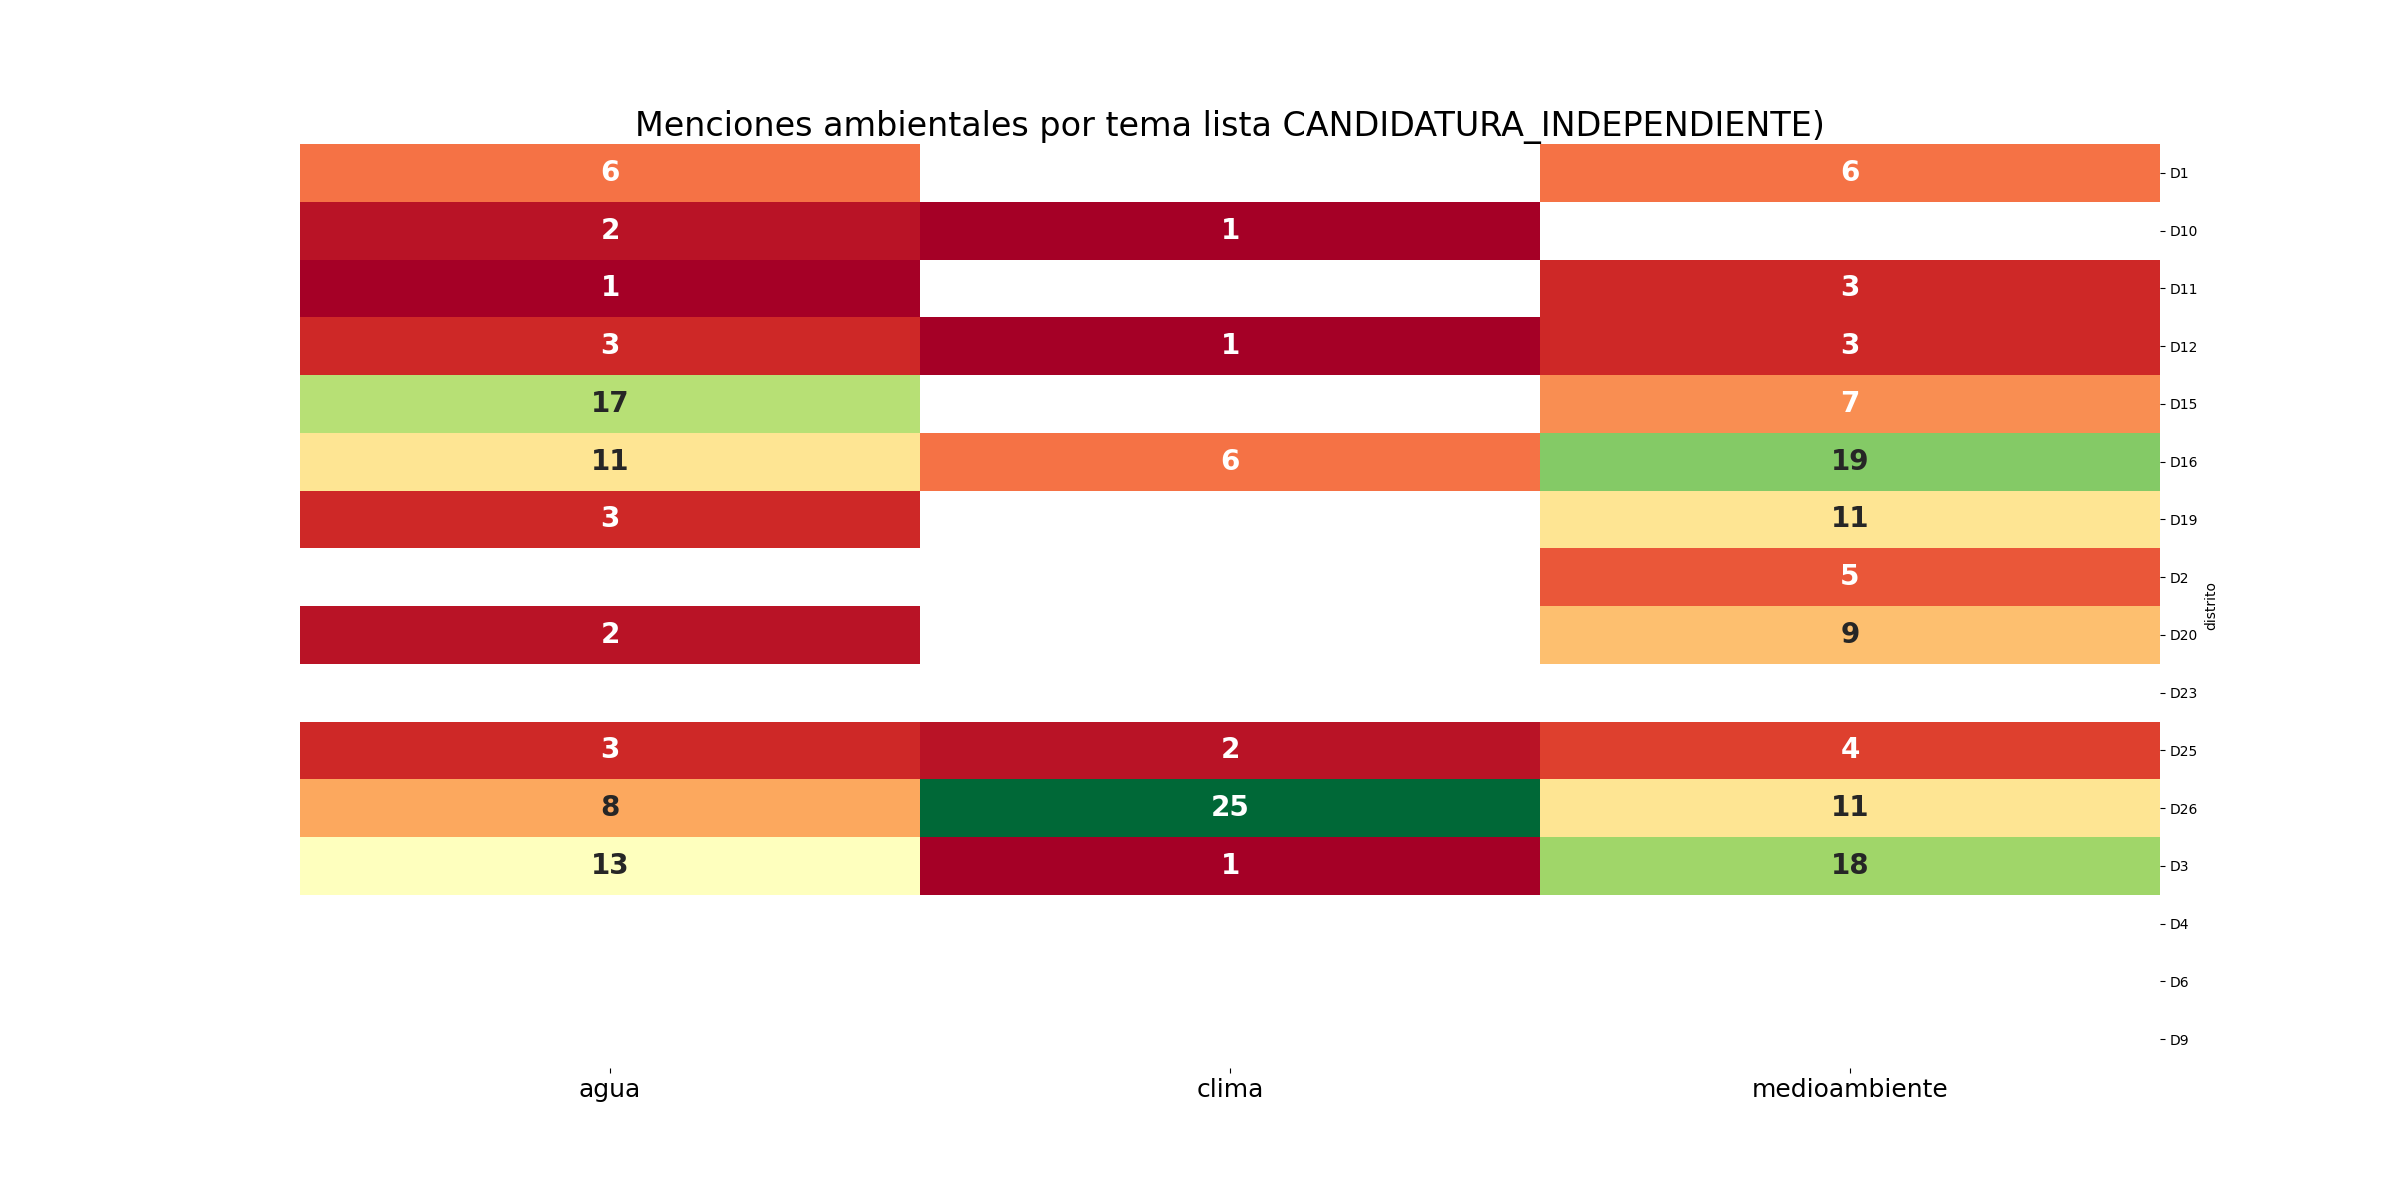 Menciones ambientales por tema lista CANDIDATURA_INDEPENDIENTE)
6 6 D1
2 1 D10
1 3 D11
3 1 3 D12
17 7 D15
11 6 19 D16
3 11 D19
5 D2
distrito
2 9 D20
D23
3 2 4 D25
8 25 11 D26
13 1 18 D3
D4
D6
D9
agua clima medioambiente